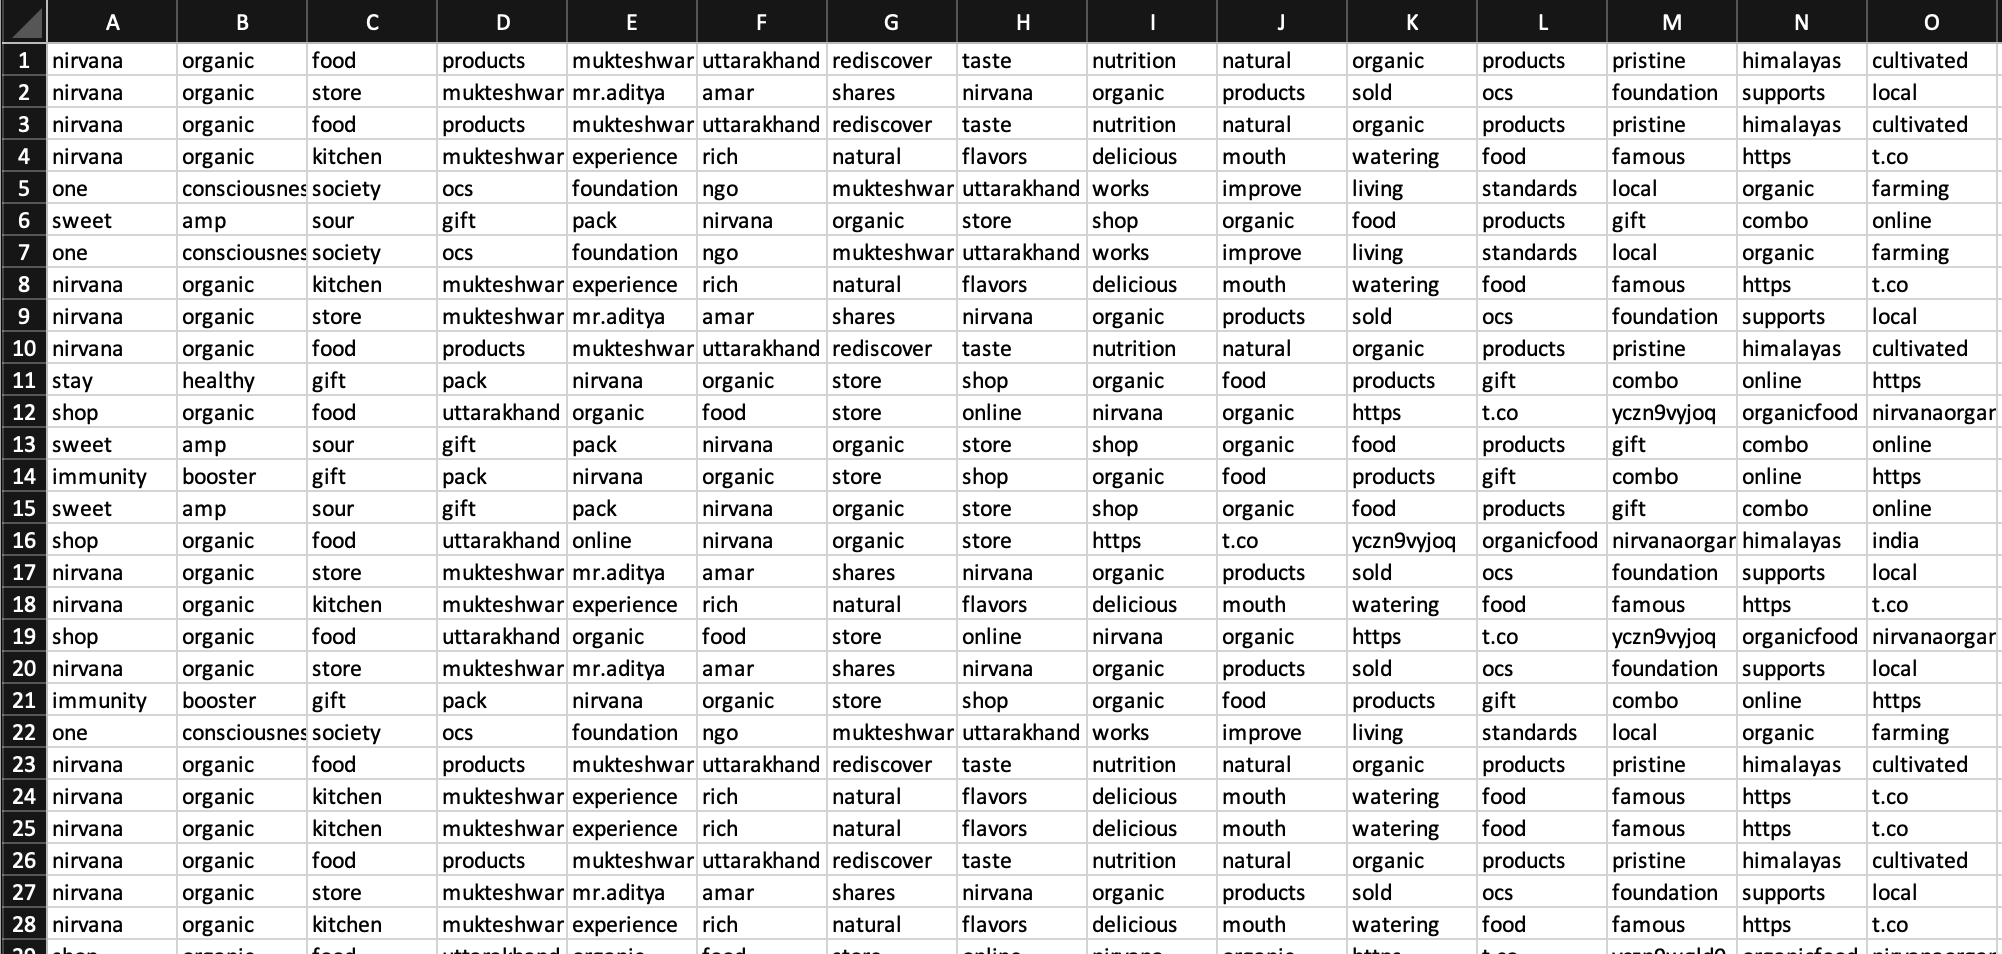 A B C D E F G H I J K L M N O
1 nirvana organic food products mukteshwar uttarakhand rediscover taste nutrition natural organic products pristine himalayas cultivated
2 nirvana organic store mukteshwar mr.aditya amar shares nirvana organic products sold ocs foundation supports local
3 nirvana organic food products mukteshwar uttarakhand rediscover taste nutrition natural organic products pristine himalayas cultivated
4 nirvana organic kitchen mukteshwar experience rich natural flavors delicious mouth watering food famous https t.co
5 one consciousnes society ocs foundation ngo mukteshwar uttarakhand works improve living standards local organic farming
6 sweet amp sour gift pack nirvana organic store shop organic food products gift combo online
7 one consciousnes society ocs foundation ngo mukteshwar uttarakhand works improve living standards local organic farming
8 nirvana organic kitchen mukteshwar experience rich natural flavors delicious mouth watering food famous https t.co
9 nirvana organic store mukteshwar mr.aditya amar shares nirvana organic products sold ocs foundation supports local
10 nirvana organic food products mukteshwar uttarakhand rediscover taste nutrition natural organic products pristine himalayas cultivated
11 stay healthy gift pack nirvana organic store shop organic food products gift combo online https
12 shop organic food uttarakhand organic food store online nirvana organic https t.co yczn9vyjoq organicfood nirvanaorgar
13 sweet amp sour gift pack nirvana organic store shop organic food products gift combo online
14 immunity booster gift pack nirvana organic store shop organic food products gift combo online https
15 sweet amp sour gift pack nirvana organic store shop organic food products gift combo online
16 shop organic food uttarakhand online nirvana organic store https t.co yczn9vyjoq organicfood nirvanaorgar himalayas india
17 nirvana organic store mukteshwar mr.aditya amar shares nirvana organic products sold ocs foundation supports local
18 nirvana organic kitchen mukteshwar experience rich natural flavors delicious mouth watering food famous https t.co
19 shop organic food uttarakhand organic food store online nirvana organic https t.co yczn9vyjoq organicfood nirvanaorgar
20 nirvana organic store mukteshwar mr.aditya amar shares nirvana organic products sold ocs foundation supports local
21 immunity booster gift pack nirvana organic store shop organic food products gift combo online https
22 one consciousnes society ocs foundation ngo mukteshwar uttarakhand works improve living standards local organic farming
23 nirvana organic food products mukteshwar uttarakhand rediscover taste nutrition natural organic products pristine himalayas cultivated
24 nirvana organic kitchen mukteshwar experience rich natural flavors delicious mouth watering food famous https t.co
25 nirvana organic kitchen mukteshwar experience rich natural flavors delicious mouth watering food famous https t.co
26 nirvana organic food products mukteshwar uttarakhand rediscover taste nutrition natural organic products pristine himalayas cultivated
27 nirvana organic store mukteshwar mr.aditya amar shares nirvana organic products sold ocs foundation supports local
28 nirvana organic kitchen mukteshwar experience rich natural flavors delicious mouth watering food famous https t.co